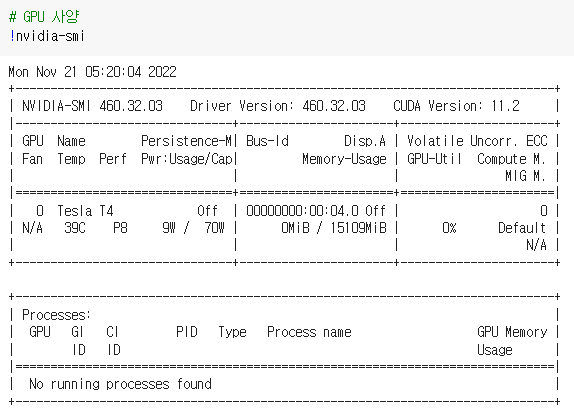 # GPU 사양
!nvidia-smi
Mon Nov 21 05:20:04 2022
+-----------------------------------------------------------------------------+
| NVIDIA-SMI 460.32.03    Driver Version: 460.32.03    CUDA Version: 11.2     |
|-------------------------------+----------------------+----------------------+
| GPU  Name        Persistence-M| Bus-Id        Disp.A | Volatile Uncorr. ECC |
| Fan  Temp  Perf  Pwr:Usage/Cap|         Memory-Usage | GPU-Util  Compute M. |
|                               |                      |               MIG M. |
|===============================+======================+======================|
|   0  Tesla T4            Off  | 00000000:00:04.0 Off |                    0 |
| N/A   39C    P8     9W /  70W |      0MiB / 15109MiB |      0%      Default |
|                               |                      |                  N/A |
+-------------------------------+----------------------+----------------------+
+-----------------------------------------------------------------------------+
| Processes:                                                                  |
|  GPU   GI   CI        PID   Type   Process name                  GPU Memory |
|        ID   ID                                                   Usage      |
|=============================================================================|
|  No running processes found                                                 |
+-----------------------------------------------------------------------------+